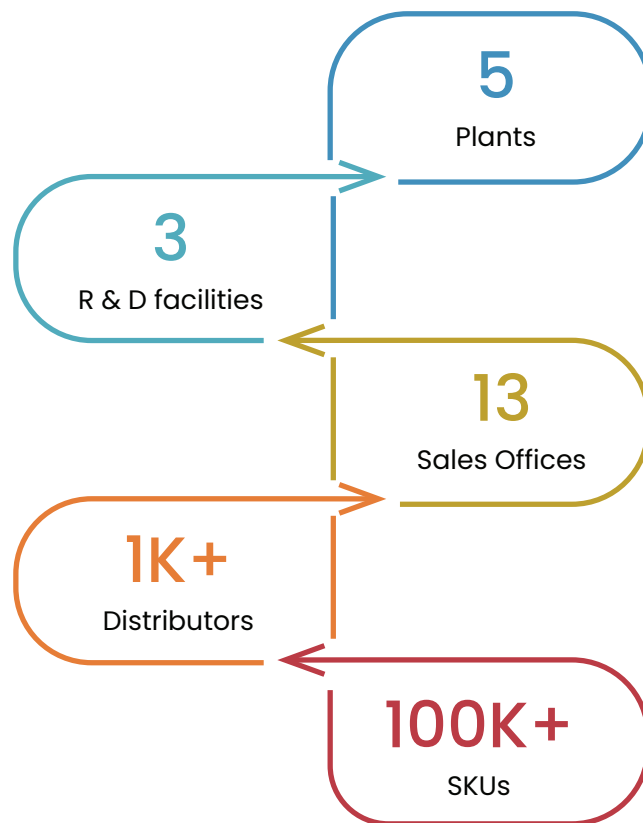 5
Plants
3
R & D facilities
13
Sales Offices
1K+
Distributors
100K+
SKUs